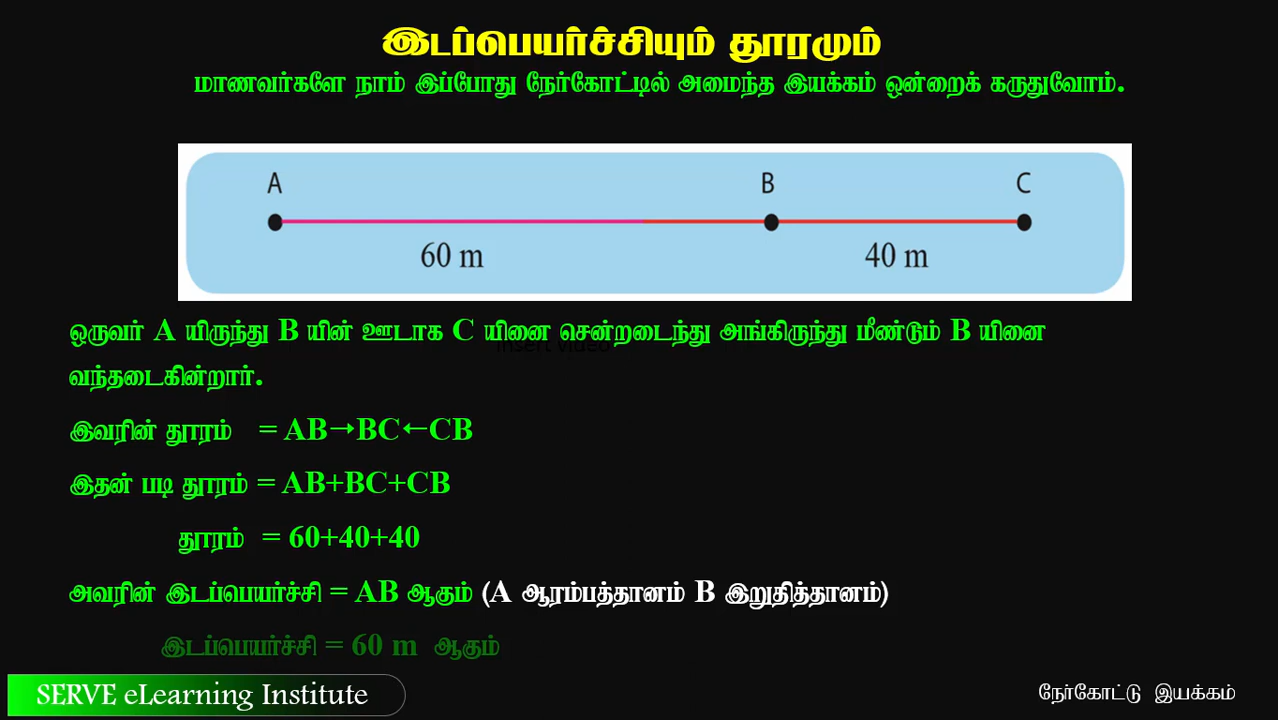 இடப்பெயர்ச்சியும் தூரமும்
மாணவர்களே நாம் இப்போது நேர்கோட்டில் அமைந்த இயக்கம் ஒன்றைக் கருதுவோம்.
A B C
60 m 40 m
ஒருவர் A யிருந்து B யின் ஊடாக C யினை சென்றடைந்து அங்கிருந்து மீண்டும் B யினை
Insert video
வந்தடைகின்றார்.
இவரின் தூரம் = AB→BC←CB
இதன் படி தூரம் = AB+BC+CB
தூரம் = 60+40+40
அவரின் இடப்பெயர்ச்சி = AB ஆகும் (A ஆரம்பத்தானம் B இறுதித்தானம்)
இடப்பெயர்ச்சி = 60 m ஆகும்
SERVE eLearning Institute
நேர்கோட்டு இயக்கம்